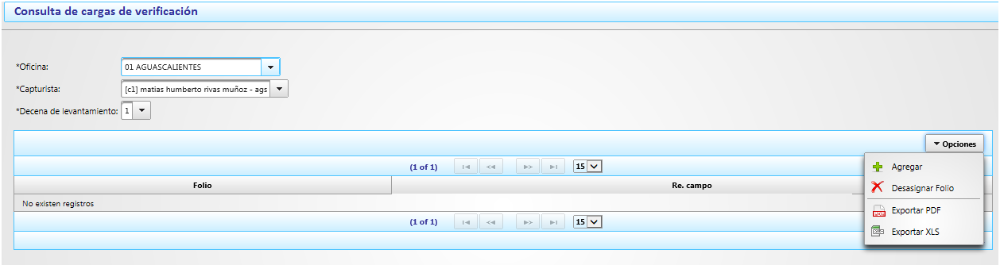 Consulta de cargas de verificación
*Oficina: 01 AGUASCALIENTES
*Capturista: [c1] matías humberto rivas muñoz - ags
*Decena de levantamiento: 1
Opciones
(1 of 1) 15
Agregar
Folio Re. campo
Desasignar Folio
No existen registros
Exportar PDF
(1 of 1) 15
Exportar XLS